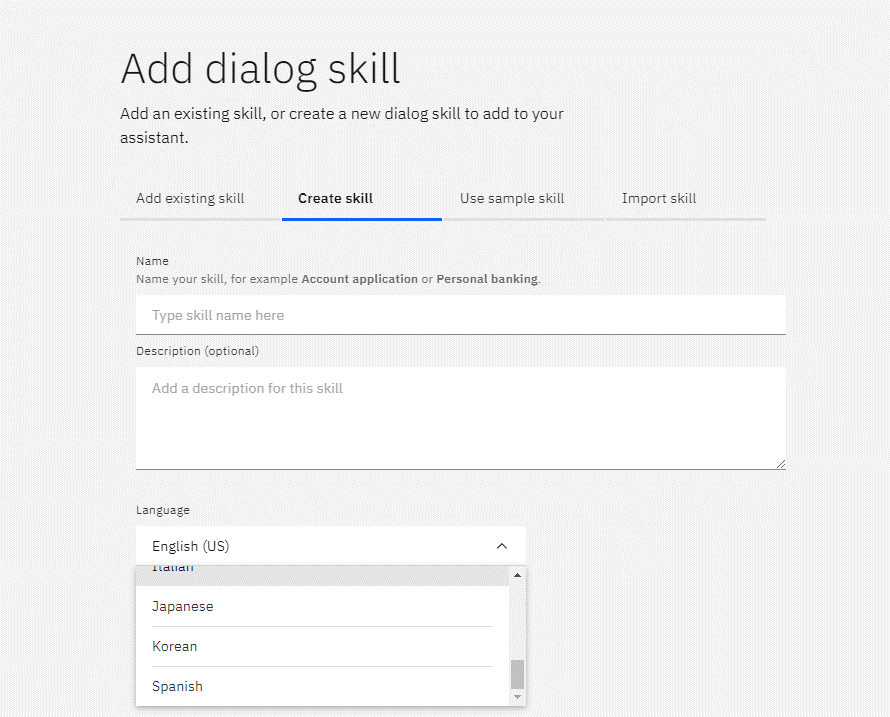 Add dialog skill
Add an existing skill, or create a new dialog skill to add to your
assistant.
Add existing skill
Create skill
Use sample skill
Import skill
Name
Name your skill, for example Account application or Personal banking.
Type skill name here
Description (optional)
Add a description for this skill
Language
English (US)
Italian
Japanese
Korean
Spanish